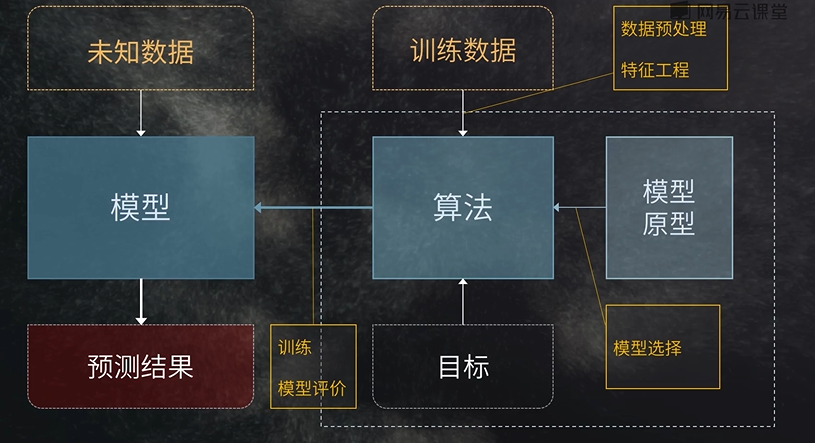 网易云课堂
未知数据
训练数据
数据预处理
特征工程
模型
算法
模型
原型
预测结果
训练
模型评价
目标
模型选择